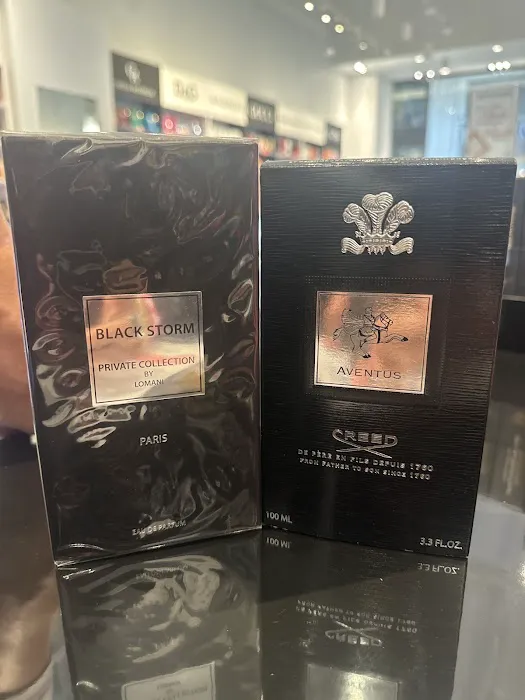 BLACK STORM
PRIVATE COLLECTION
BY
LOMANI
PARIS
EAU DE PARFUM
AVENTUS
CREED
DE PÈRE EN FILS DEPUIS 1760
FROM FATHER TO SON SINCE 1760
100 ML
3.3 FL.OZ.